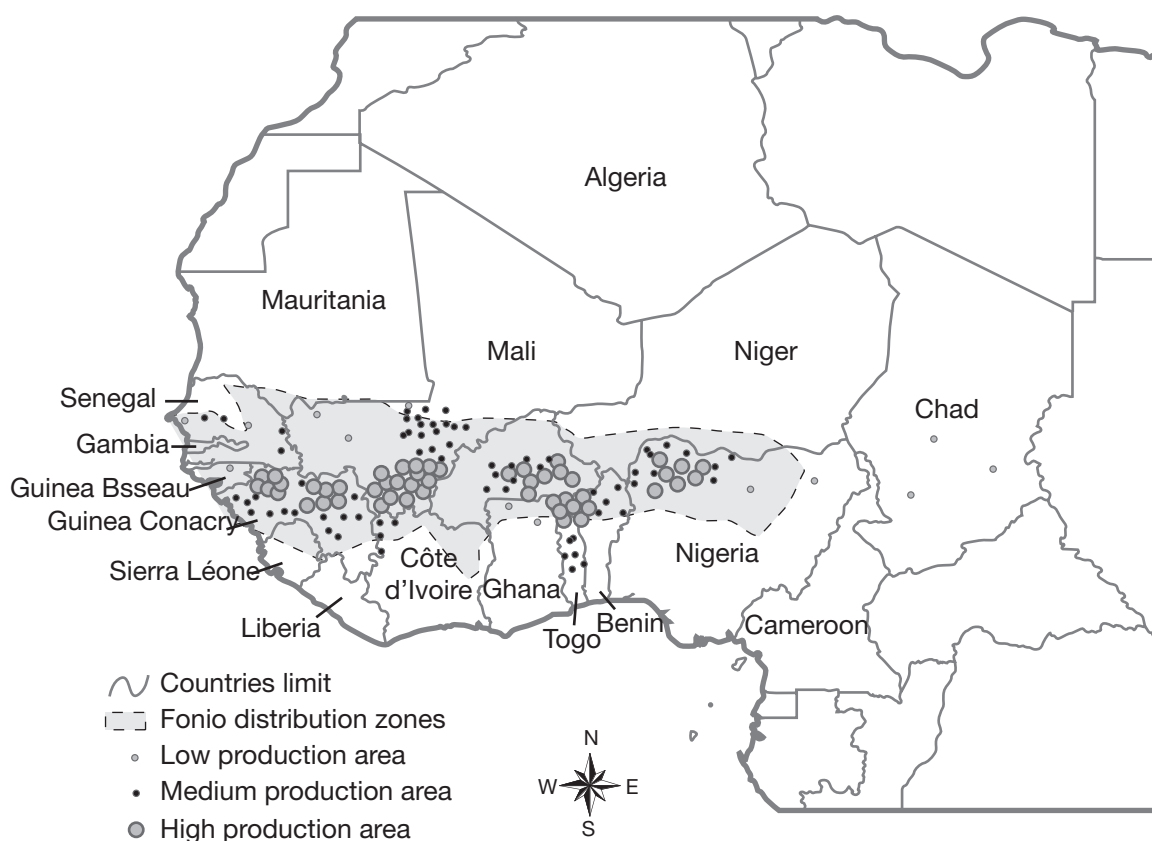 Algeria
Mauritania
Mali
Niger
Chad
Senegal
Gambia
Guinea Bsseau
Guinea Conacry
Sierra Léone
Liberia
Côte
d'Ivoire
Ghana
Togo
Benin
Nigeria
Cameroon
Countries limit
Fonio distribution zones
Low production area
Medium production area
High production area
N
W E
S